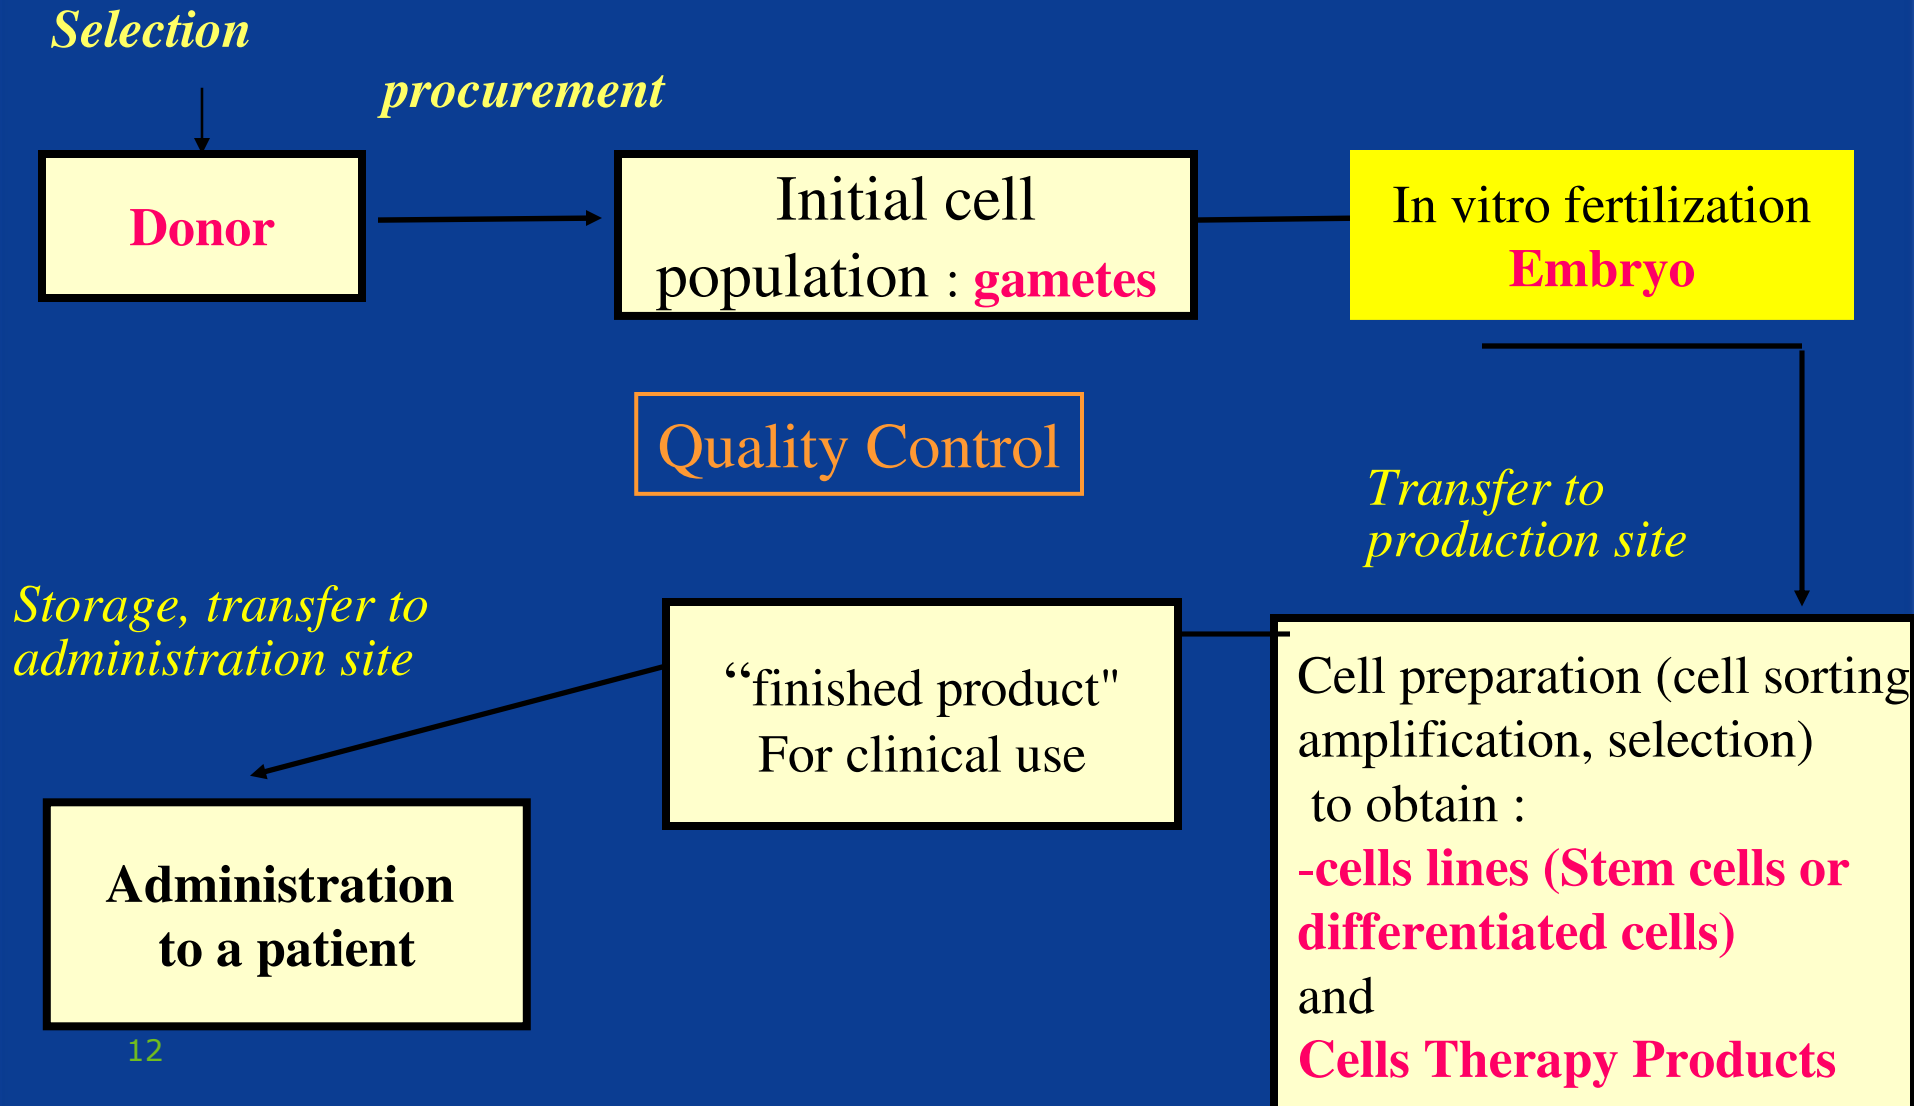 Selection
procurement
Donor
Initial cell
population : gametes
In vitro fertilization
Embryo
Quality Control
Transfer to
production site
Storage, transfer to
administration site
“finished product"
For clinical use
Cell preparation (cell sorting
amplification, selection)
to obtain :
-cells lines (Stem cells or
differentiated cells)
and
Cells Therapy Products
Administration
to a patient
12